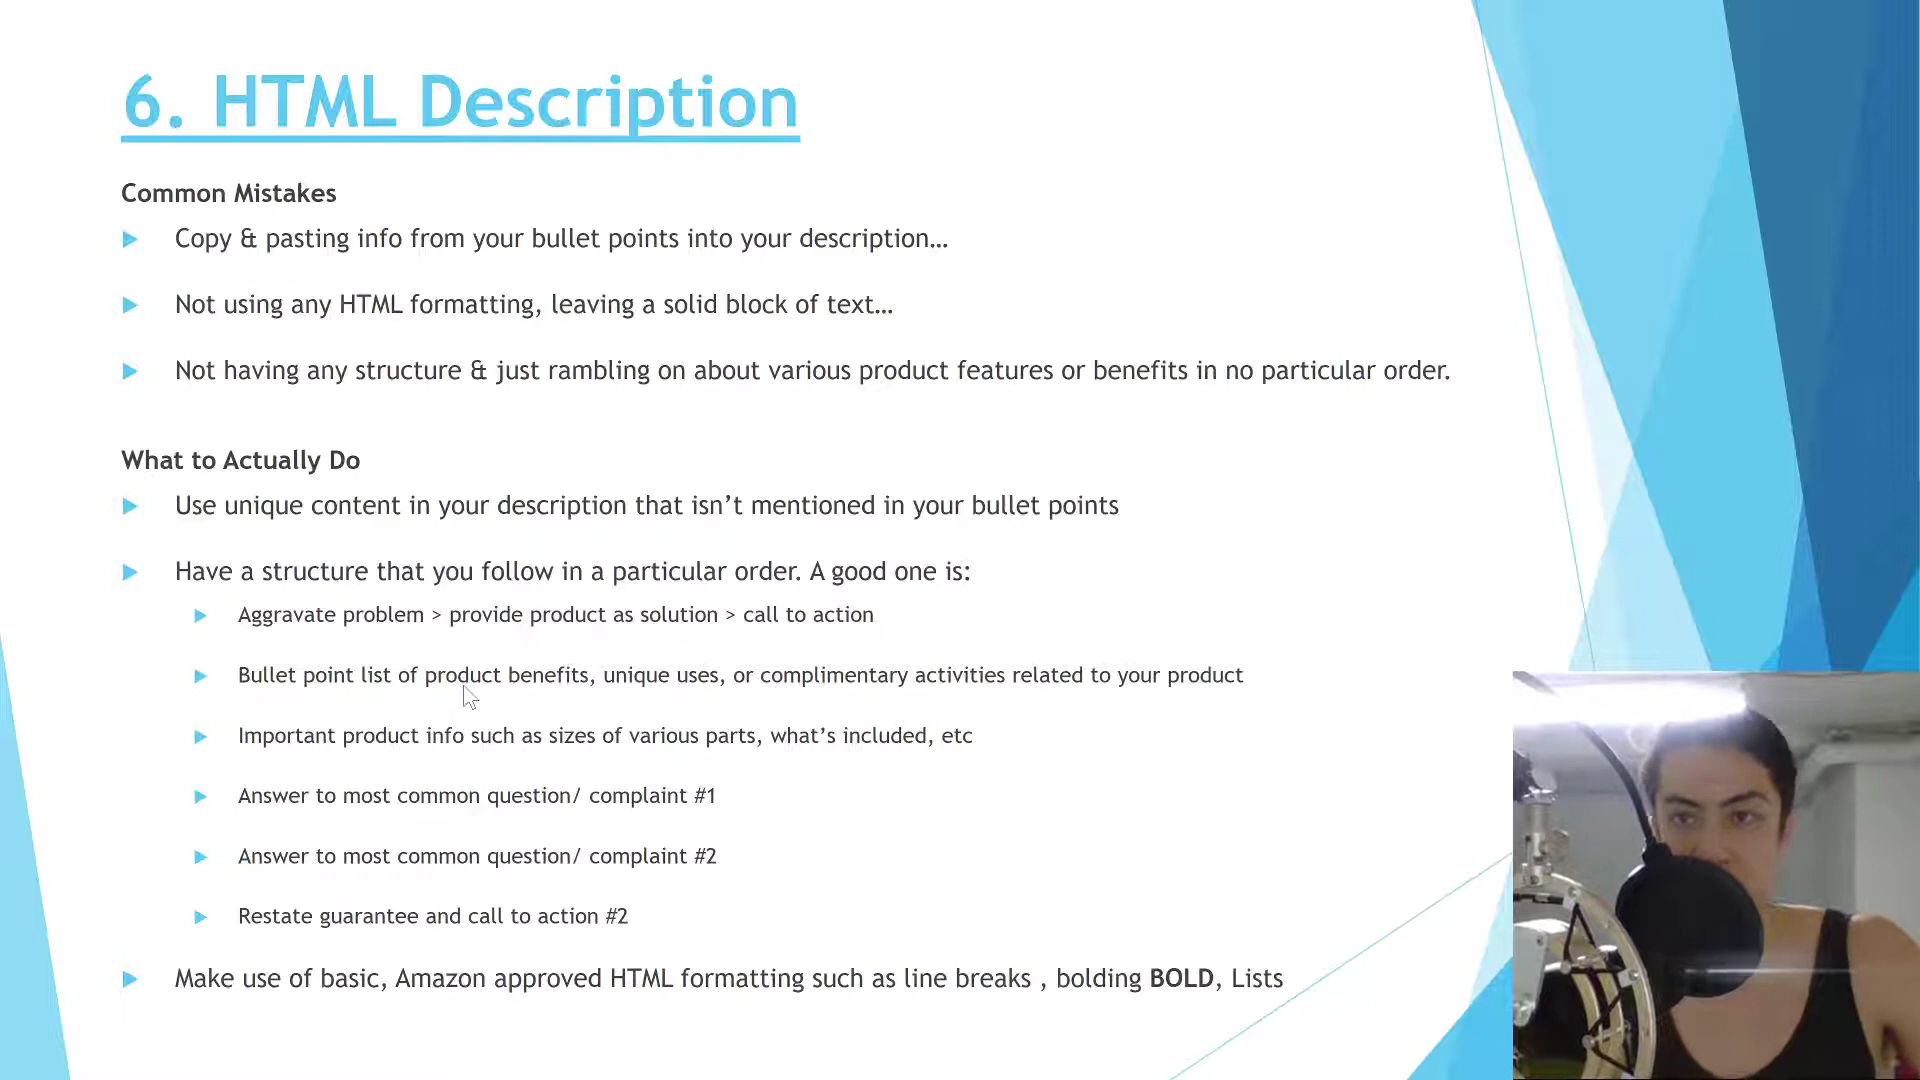 6. HTML Description
Common Mistakes
Copy & pasting info from your bullet points into your description…
Not using any HTML formatting, leaving a solid block of text…
Not having any structure & just rambling on about various product features or benefits in no particular order.
What to Actually Do
Use unique content in your description that isn’t mentioned in your bullet points
Have a structure that you follow in a particular order. A good one is:
Aggravate problem > provide product as solution > call to action
Bullet point list of product benefits, unique uses, or complimentary activities related to your product
Important product info such as sizes of various parts, what’s included, etc
Answer to most common question/ complaint #1
Answer to most common question/ complaint #2
Restate guarantee and call to action #2
Make use of basic, Amazon approved HTML formatting such as line breaks , bolding BOLD, Lists